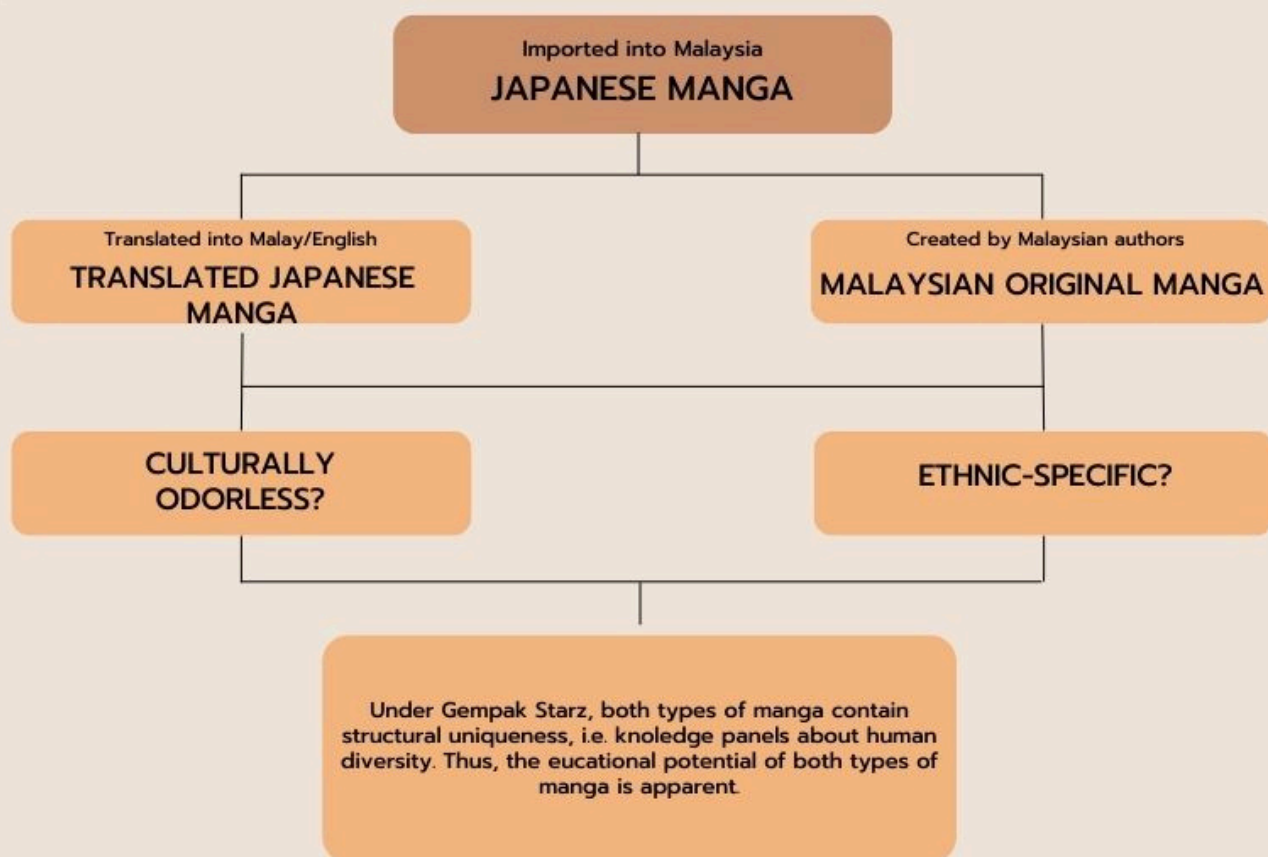 Imported into Malaysia
JAPANESE MANGA
Translated into Malay/English
TRANSLATED JAPANESE
MANGA
Created by Malaysian authors
MALAYSIAN ORIGINAL MANGA
CULTURALLY
ODORLESS?
ETHNIC-SPECIFIC?
Under Gempak Starz, both types of manga contain
structural uniqueness, i.e. knoledge panels about human
diversity. Thus, the eucational potential of both types of
manga is apparent.